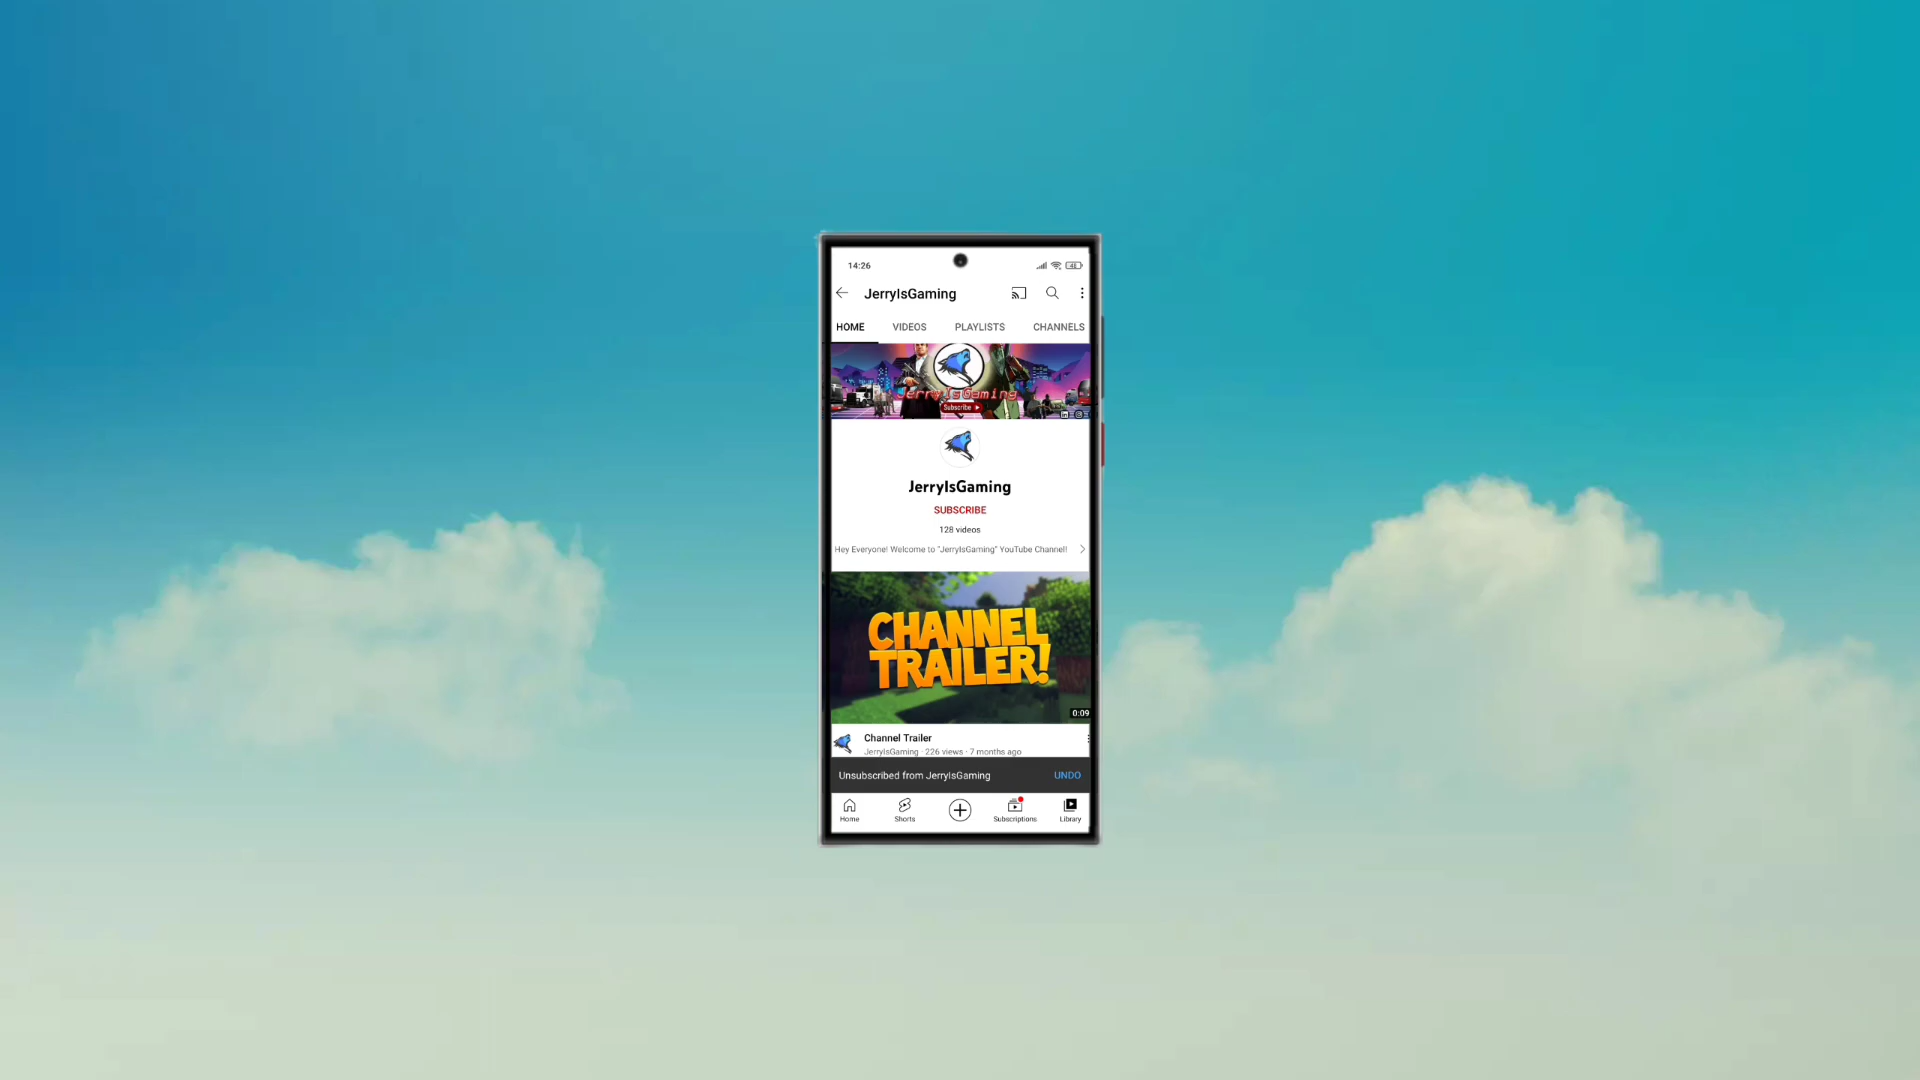 14:26
48
JerryIsGaming
HOME VIDEOS PLAYLISTS CHANNELS
JerryIsGaming
Subscribe
JerryIsGaming
SUBSCRIBE
128 videos
Hey Everyone! Welcome to "JerryIsGaming" YouTube Channel!
CHANNEL
TRAILER!
0:09
Channel Trailer
JerryIsGaming · 226 views · 7 months ago
Unsubscribed from JerryIsGaming UNDO
Home Shorts Subscriptions Library